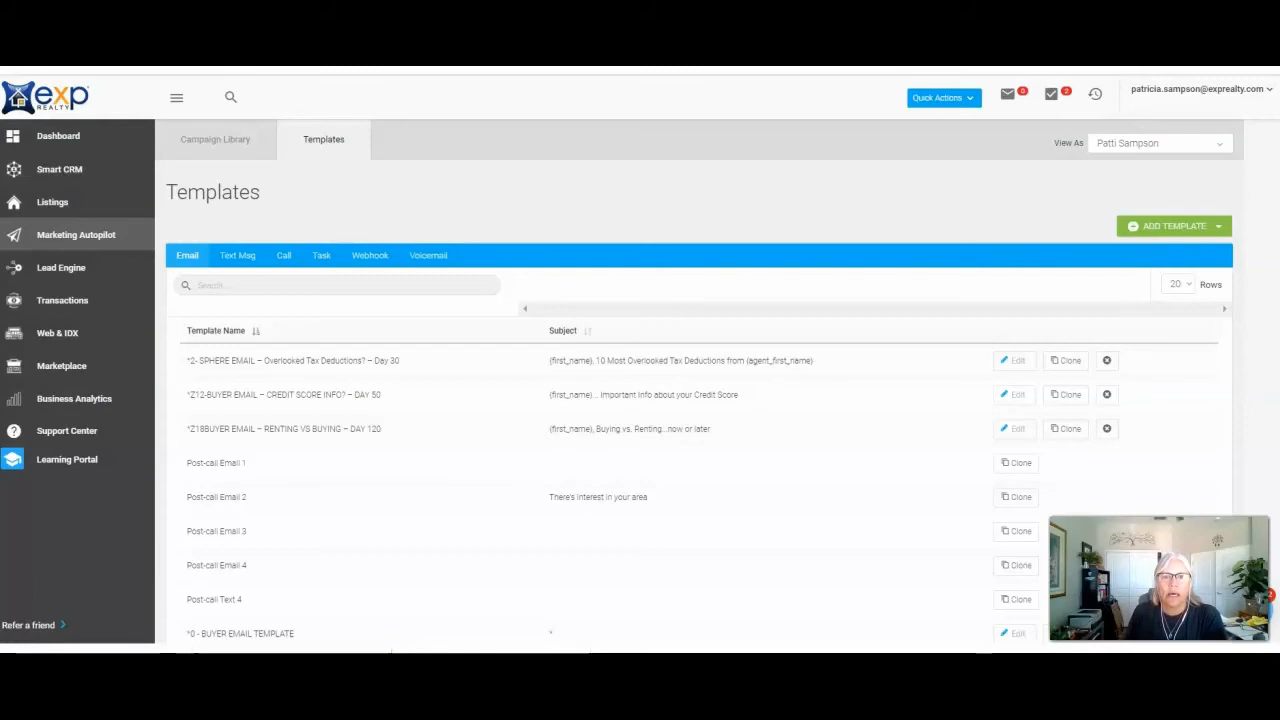 exp
REALTY
Quick Actions
0
2
patricia.sampson@exprealty.com
Dashboard
Smart CRM
Listings
Marketing Autopilot
Lead Engine
Transactions
Web & IDX
Marketplace
Business Analytics
Support Center
Learning Portal
Refer a friend
Campaign Library
Templates
View As
Patti Sampson
Templates
ADD TEMPLATE
Email Text Msg Call Task Webhook Voicemail
Search...
20 Rows
Template Name Subject
*2- SPHERE EMAIL – Overlooked Tax Deductions? – Day 30 {first_name}, 10 Most Overlooked Tax Deductions from {agent_first_name} Edit Clone
*Z12-BUYER EMAIL – CREDIT SCORE INFO? – DAY 50 {first_name}... Important Info about your Credit Score Edit Clone
*Z18BUYER EMAIL – RENTING VS BUYING – DAY 120 {first_name}, Buying vs. Renting...now or later Edit Clone
Post-call Email 1 Clone
Post-call Email 2 There's interest in your area Clone
Post-call Email 3 Clone
Post-call Email 4 Clone
Post-call Text 4 Clone
*0 - BUYER EMAIL TEMPLATE * Edit
2